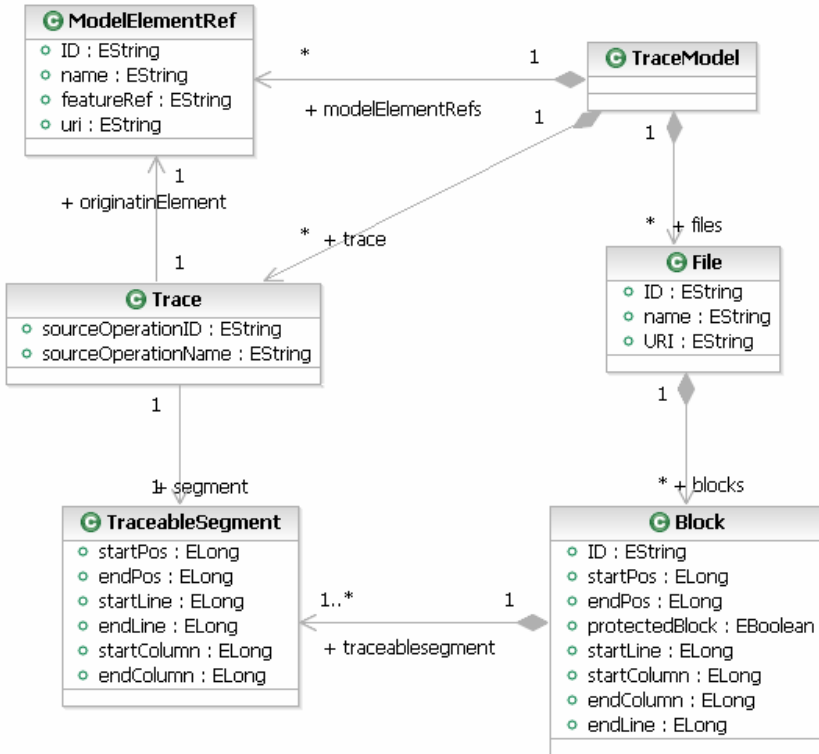 C ModelElementRef
ID : EString
name : EString
featureRef : EString
uri : EString
* 1
C TraceModel
+ modelElementRefs
1
1
1
+ originatinElement
* + trace
* + files
1
C Trace
sourceOperationID : EString
sourceOperationName : EString
C File
ID : EString
name : EString
URI : EString
1
1
1 + segment
* + blocks
C TraceableSegment
startPos : ELong
endPos : ELong
startLine : ELong
endLine : ELong
startColumn : ELong
endColumn : ELong
1..* 1
+ traceablesegment
C Block
ID : EString
startPos : ELong
endPos : ELong
protectedBlock : EBoolean
startLine : ELong
startColumn : ELong
endColumn : ELong
endLine : ELong